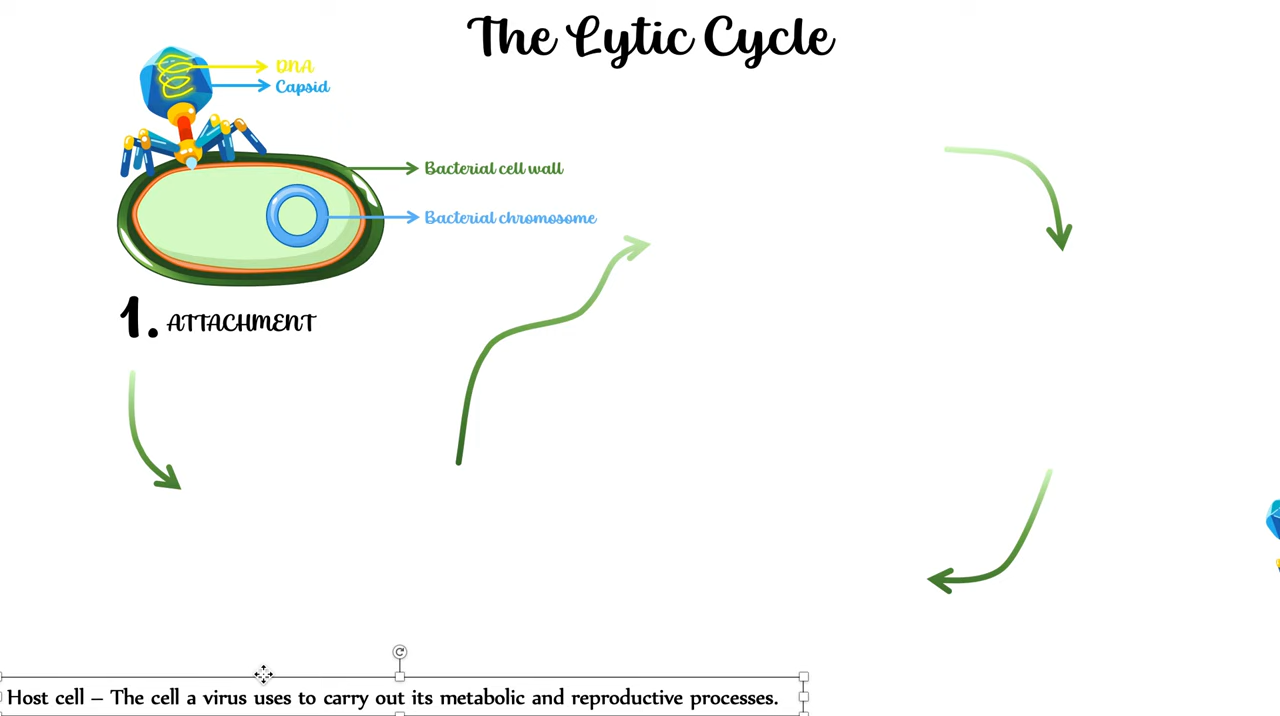 The Lytic Cycle
DNA
Capsid
Bacterial cell wall
Bacterial chromosome
1. ATTACHMENT
Host cell – The cell a virus uses to carry out its metabolic and reproductive processes.